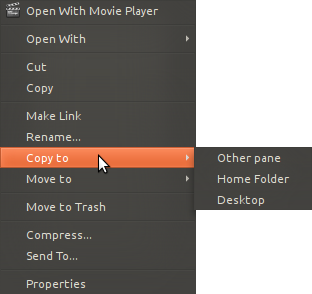 Open With Movie Player
Open With
Cut
Copy
Make Link
Rename...
Copy to
Move to
Move to Trash
Compress...
Send To...
Properties
Other pane
Home Folder
Desktop